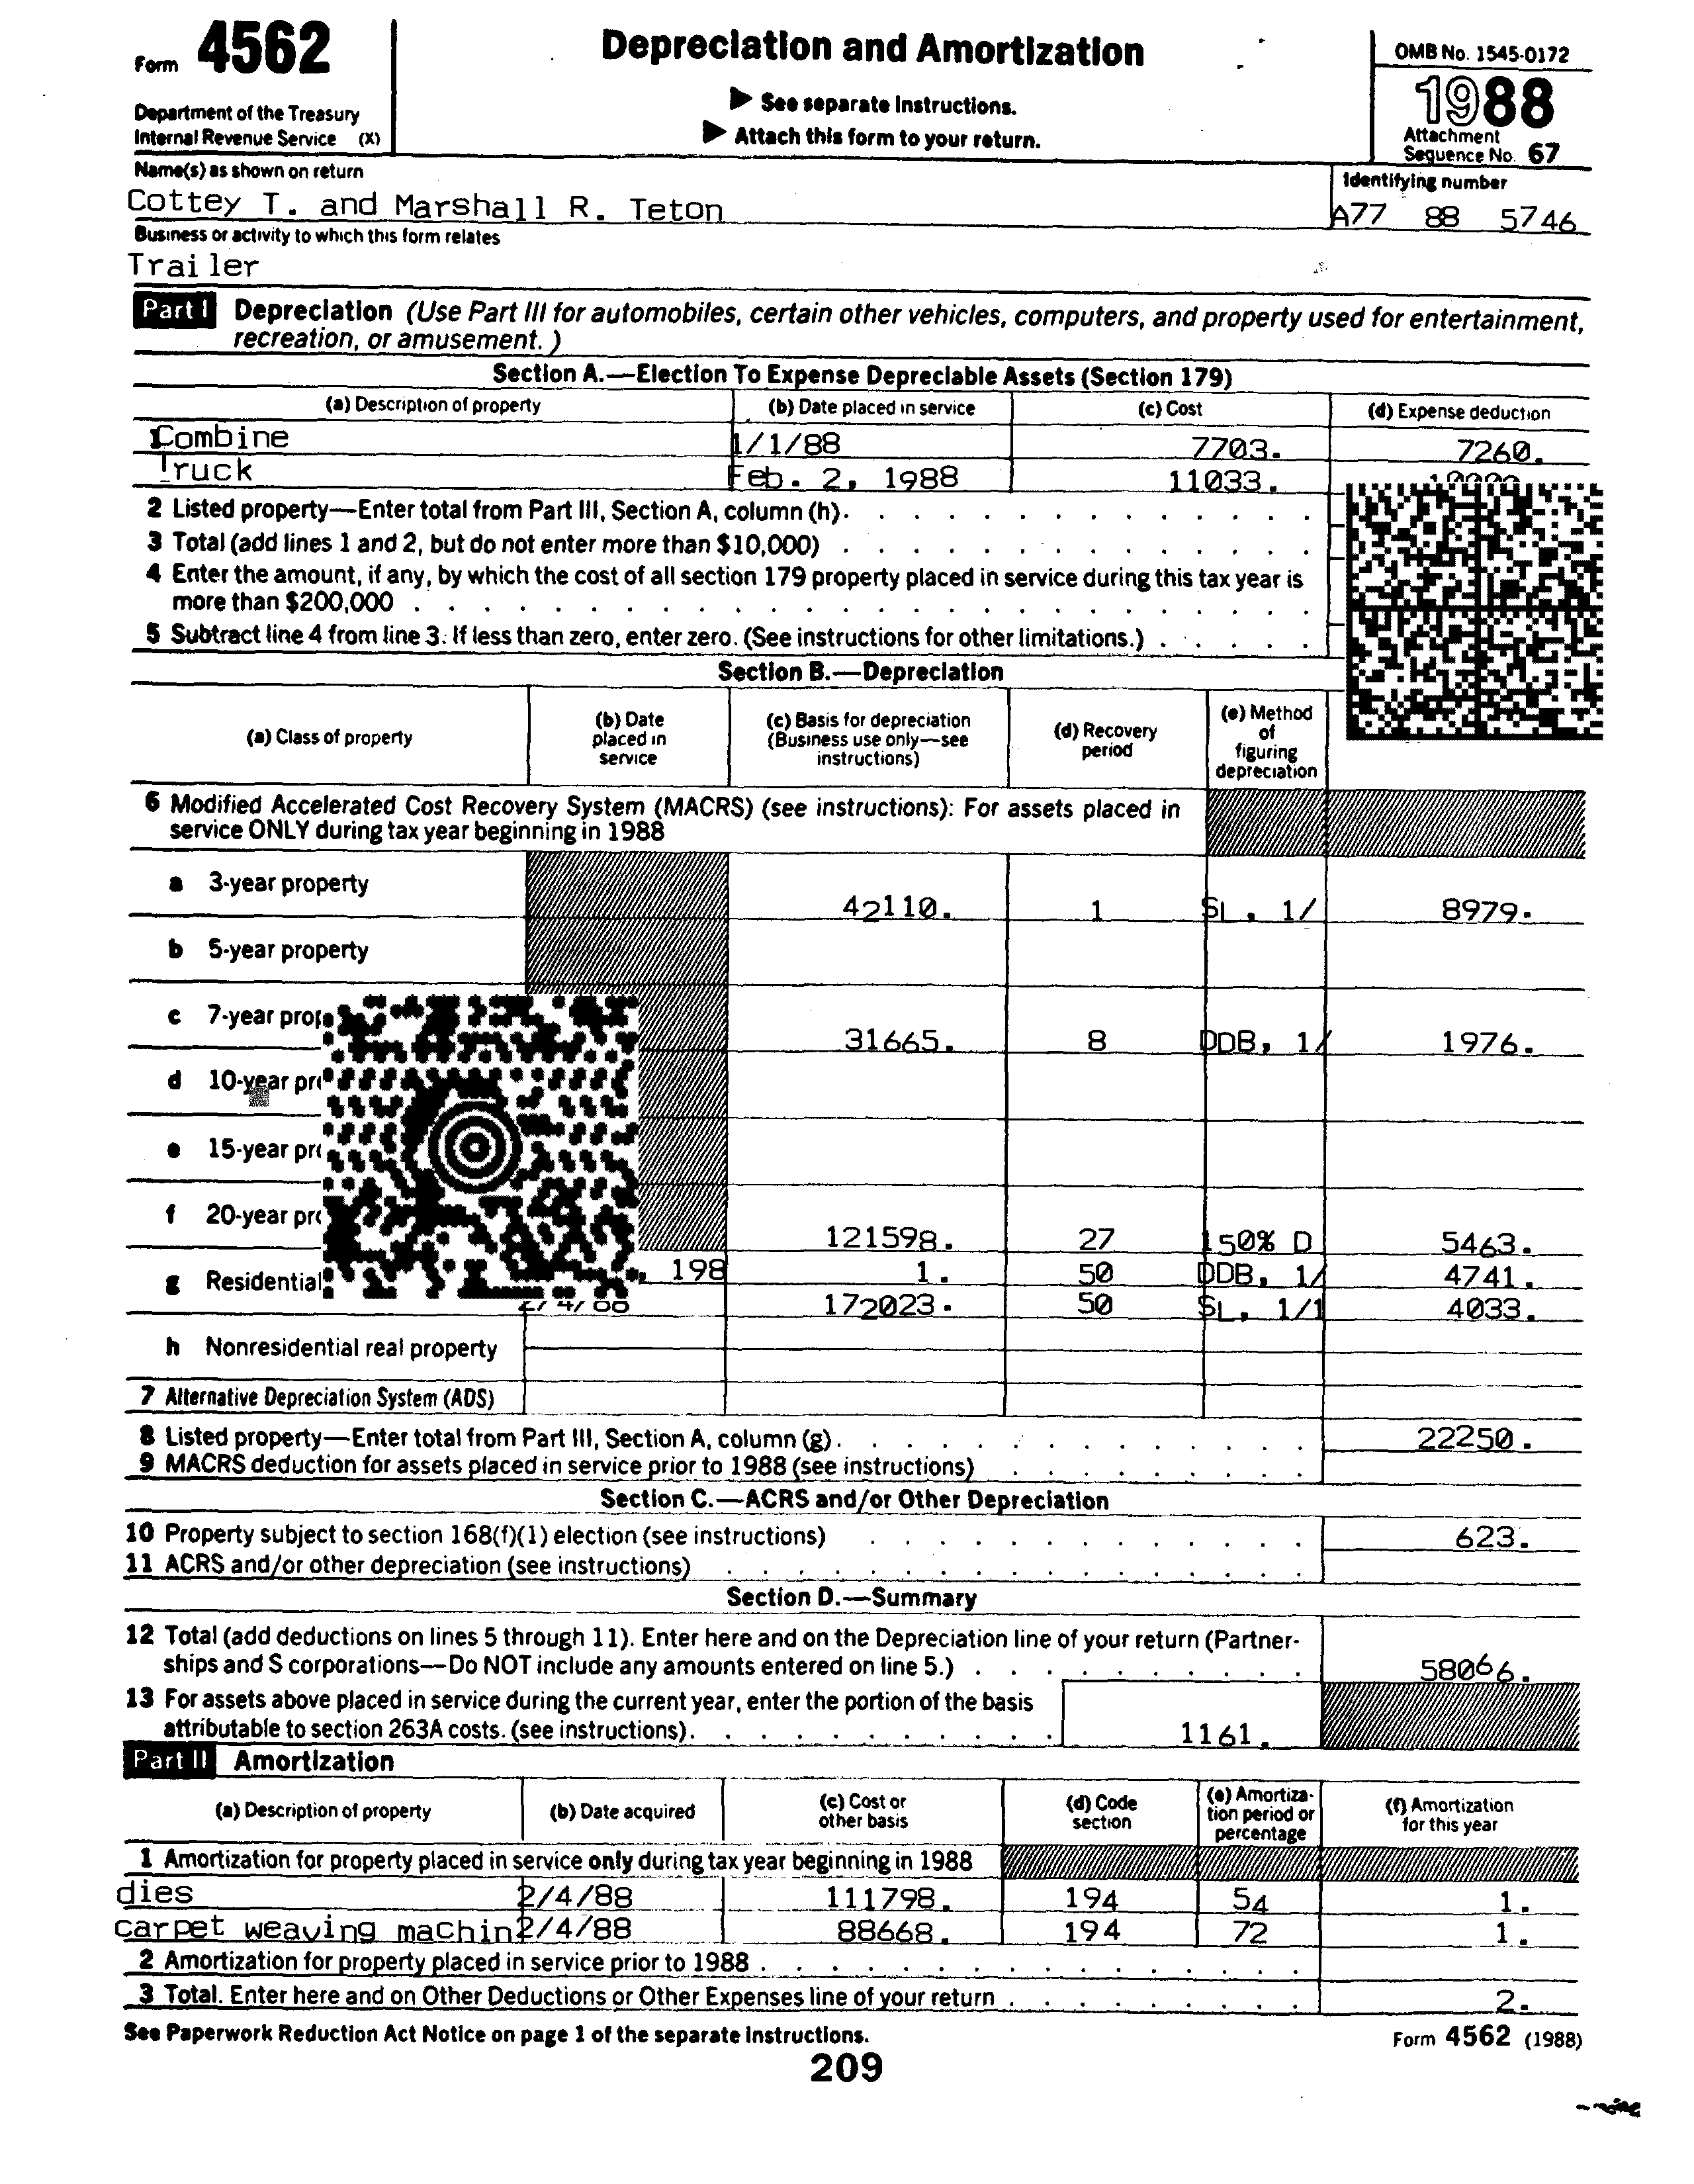 Form 4562
Depreciation and Amortization
OMB No. 1545-0172
1988
▶ See separate Instructions.
▶ Attach this form to your return.
Department of the Treasury
Internal Revenue Service (X)
Attachment
Sequence No. 67
Name(s) as shown on return
Identifying number
Cottey T. and Marshall R. Teton
A77 88 5746
Business or activity to which this form relates
Trailer
Part I Depreciation (Use Part III for automobiles, certain other vehicles, computers, and property used for entertainment,
recreation, or amusement.)
Section A.—Election To Expense Depreciable Assets (Section 179)
(a) Description of property (b) Date placed in service (c) Cost (d) Expense deduction
1 Combine 1/1/88 7703. 7260.
Truck Feb. 2, 1988 11033.
2 Listed property—Enter total from Part III, Section A, column (h).
3 Total (add lines 1 and 2, but do not enter more than $10,000)
4 Enter the amount, if any, by which the cost of all section 179 property placed in service during this tax year is
more than $200,000
5 Subtract line 4 from line 3. If less than zero, enter zero. (See instructions for other limitations.)
Section B.—Depreciation
(a) Class of property
(b) Date
placed in
service
(c) Basis for depreciation
(Business use only—see
instructions)
(d) Recovery
period
(e) Method
of
figuring
depreciation
6 Modified Accelerated Cost Recovery System (MACRS) (see instructions): For assets placed in
service ONLY during tax year beginning in 1988
a 3-year property 42110. 1 SL, 1/ 8979.
b 5-year property
c 7-year 31665. 8 DDB, 1/ 1976.
d 10-year
e 15-year
f 20-year 121598. 27 150% D 5463.
g Residential , 198 1. 50 DDB, 1/ 4741.
172023. 50 SL, 1/1 4033.
h Nonresidential real property
7 Alternative Depreciation System (ADS)
8 Listed property—Enter total from Part III, Section A, column (g). 22250.
9 MACRS deduction for assets placed in service prior to 1988 (see instructions)
Section C.—ACRS and/or Other Depreciation
10 Property subject to section 168(f)(1) election (see instructions) 623.
11 ACRS and/or other depreciation (see instructions)
Section D.—Summary
12 Total (add deductions on lines 5 through 11). Enter here and on the Depreciation line of your return (Partner-
ships and S corporations—Do NOT include any amounts entered on line 5.) 58066.
13 For assets above placed in service during the current year, enter the portion of the basis
attributable to section 263A costs. (see instructions). 1161.
Part II Amortization
(a) Description of property
(b) Date acquired
(c) Cost or
other basis
(d) Code
section
(e) Amortiza-
tion period or
percentage
(f) Amortization
for this year
1 Amortization for property placed in service only during tax year beginning in 1988
dies 2/4/88 111798. 194 54 1.
carpet weaving machin 2/4/88 88668. 194 72 1.
2 Amortization for property placed in service prior to 1988
3 Total. Enter here and on Other Deductions or Other Expenses line of your return 2.
See Paperwork Reduction Act Notice on page 1 of the separate Instructions.
Form 4562 (1988)
209